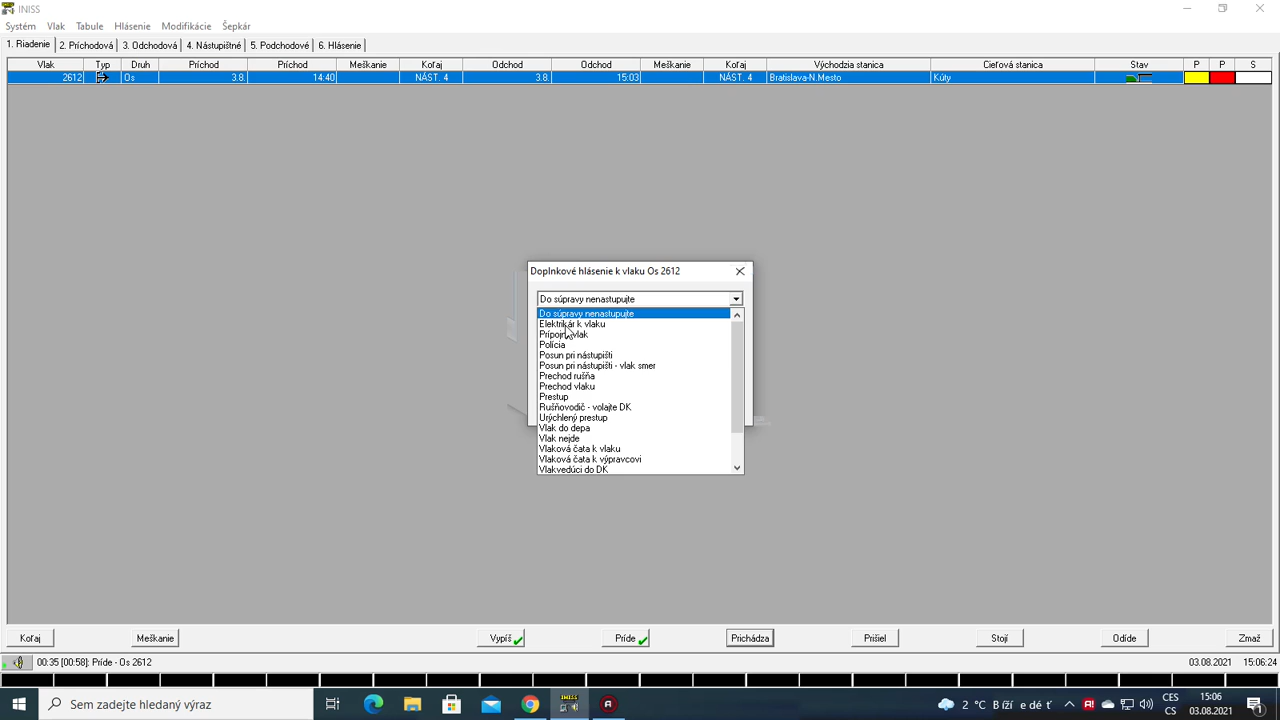 INISS
Systém Vlak Tabule Hlásenie Modifikácie Šepkár
1. Riadenie 2. Príchodová 3. Odchodová 4. Nástupištné 5. Podchodové 6. Hlásenie
Vlak Typ Druh Príchod Príchod Meškanie Koľaj Odchod Odchod Meškanie Koľaj Východzia stanica Cieľová stanica Stav P P S
2612 Os 3.8. 14:40 NÁST. 4 3.8. 15:03 NÁST. 4 Bratislava-N.Mesto Kúty
Doplnkové hlásenie k vlaku Os 2612
Do súpravy nenastupujte
Do súpravy nenastupujte
Elektrikár k vlaku
Prípojný vlak
Polícia
Posun pri nástupišti
Posun pri nástupišti - vlak smer
Prechod rušňa
Prechod vlaku
Prestup
Rušňovodič - volajte DK
Urýchlený prestup
Vlak do depa
Vlak nejde
Vlaková čata k vlaku
Vlaková čata k výpravcovi
Vlakvedúci do DK
Koľaj Meškanie Vypíš Príde Prichádza Prišiel Stojí Odíde Zmaž
00:35 [00:58]: Príde - Os 2612 03.08.2021 15:06:24
Sem zadejte hledaný výraz
INISS
2 °C
CES 15:06
CS 03.08.2021